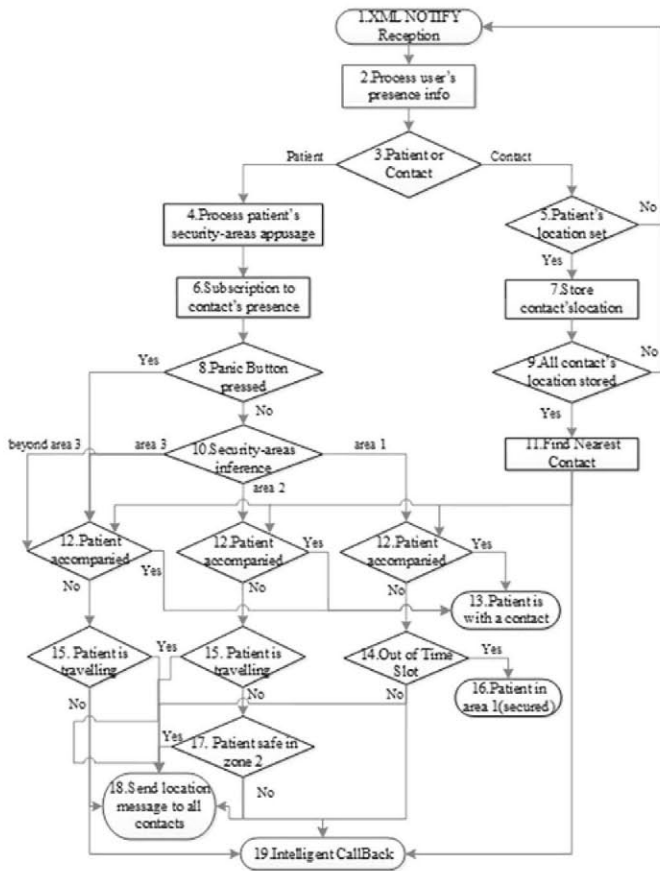 1.XML NOTIFY
Reception
2.Process user's
presence info
3.Patient or
Contact
Patient
Contact
4.Process patient's
security-areas appusage
5.Patient's
location set
No
Yes
6.Subscription to
contact's presence
7.Store
contact'slocation
8.Panic Button
pressed
Yes
No
9.All contact's
location stored
No
Yes
10.Security-areas
inference
beyond area 3
area 3
area 2
area 1
11.Find Nearest
Contact
12.Patient
accompanied
No
Yes
12.Patient
accompanied
Yes
No
12.Patient
accompanied
Yes
No
13.Patient is
with a contact
15. Patient is
travelling
Yes
No
15. Patient is
travelling
Yes
No
14.Out of Time
Slot
Yes
No
16.Patient in
area 1(secured)
17. Patient safe in
zone 2
Yes
No
18.Send location
message to all
contacts
No
19.Intelligent CallBack